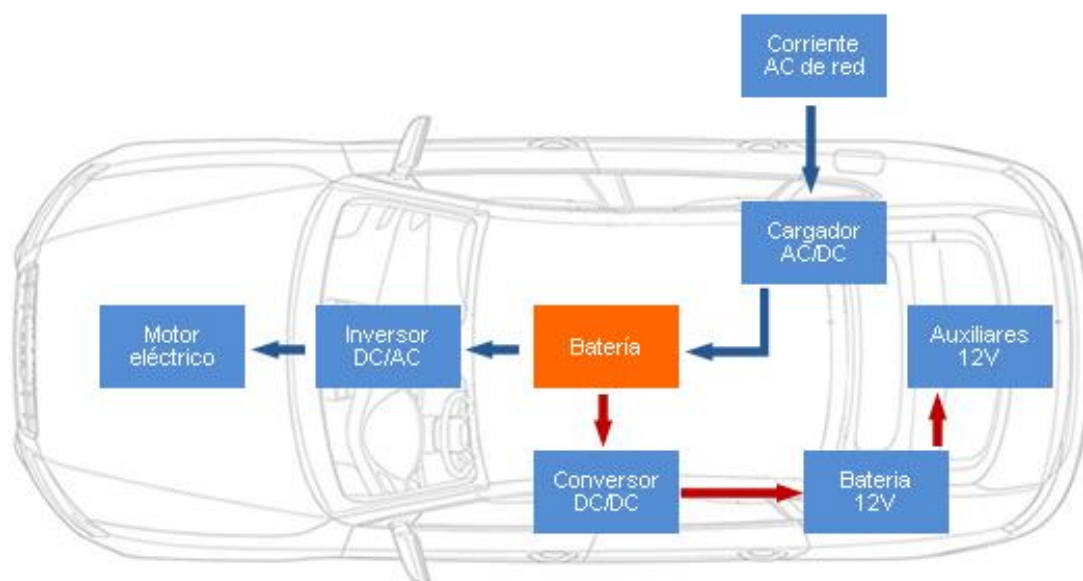 Corriente
AC de red
Cargador
AC/DC
Motor
eléctrico
Inversor
DC/AC
Batería
Auxiliares
12V
Conversor
DC/DC
Bateria
12V